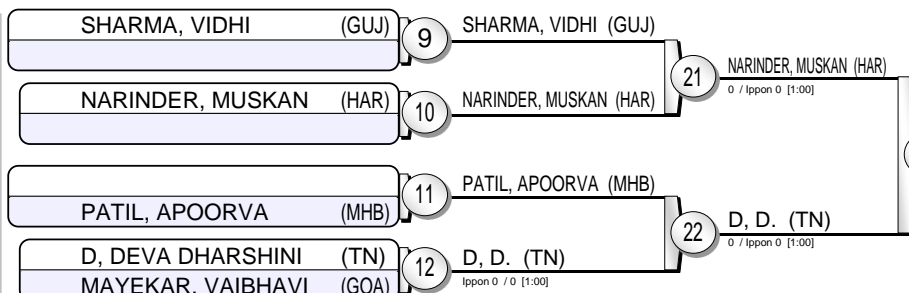 SHARMA, VIDHI (GUJ)
9
SHARMA, VIDHI (GUJ)
NARINDER, MUSKAN (HAR)
10
NARINDER, MUSKAN (HAR)
21
NARINDER, MUSKAN (HAR)
0 / Ippon 0 [1:00]
PATIL, APOORVA (MHB)
11
PATIL, APOORVA (MHB)
D, DEVA DHARSHINI (TN)
MAYEKAR, VAIBHAVI (GOA)
12
D, D. (TN)
Ippon 0 / 0 [1:00]
22
D, D. (TN)
0 / Ippon 0 [1:00]